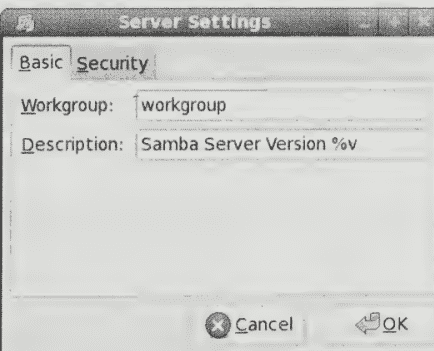 Server Settings
Basic Security
Workgroup: workgroup
Description: Samba Server Version %v
Cancel OK